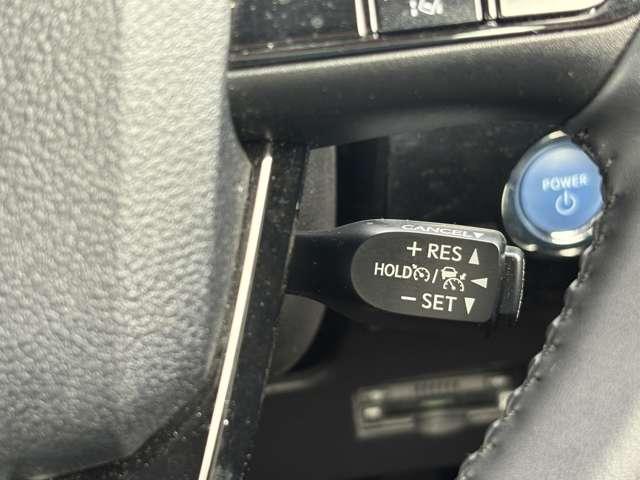 POWER
CANCEL▼
+RES▲
HOLD /  ◀
−SET▼